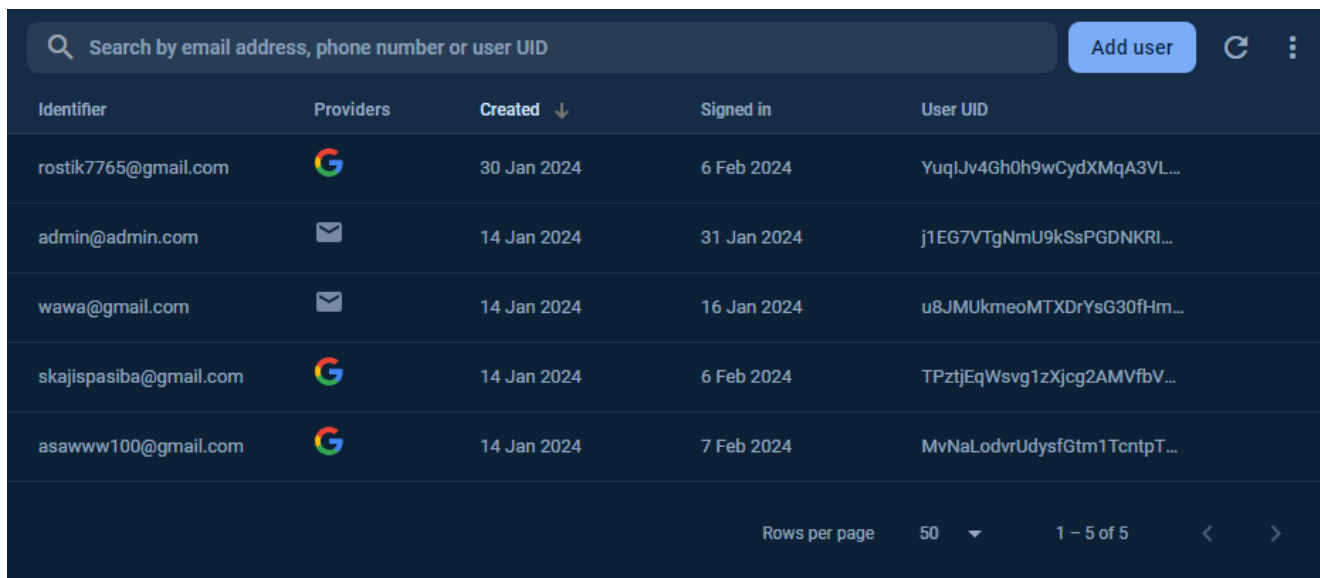 Search by email address, phone number or user UID Add user
Identifier Providers Created Signed in User UID
rostik7765@gmail.com 30 Jan 2024 6 Feb 2024 YuqIJv4Gh0h9wCydXMqA3VL...
admin@admin.com 14 Jan 2024 31 Jan 2024 j1EG7VTgNmU9kSsPGDNKRI...
wawa@gmail.com 14 Jan 2024 16 Jan 2024 u8JMUkmeoMTXDrYsG30fHm...
skajispasiba@gmail.com 14 Jan 2024 6 Feb 2024 TPztjEqWsvg1zXjcg2AMVfbV...
asawww100@gmail.com 14 Jan 2024 7 Feb 2024 MvNaLodvrUdysfGtm1TcntpT...
Rows per page 50 1 – 5 of 5